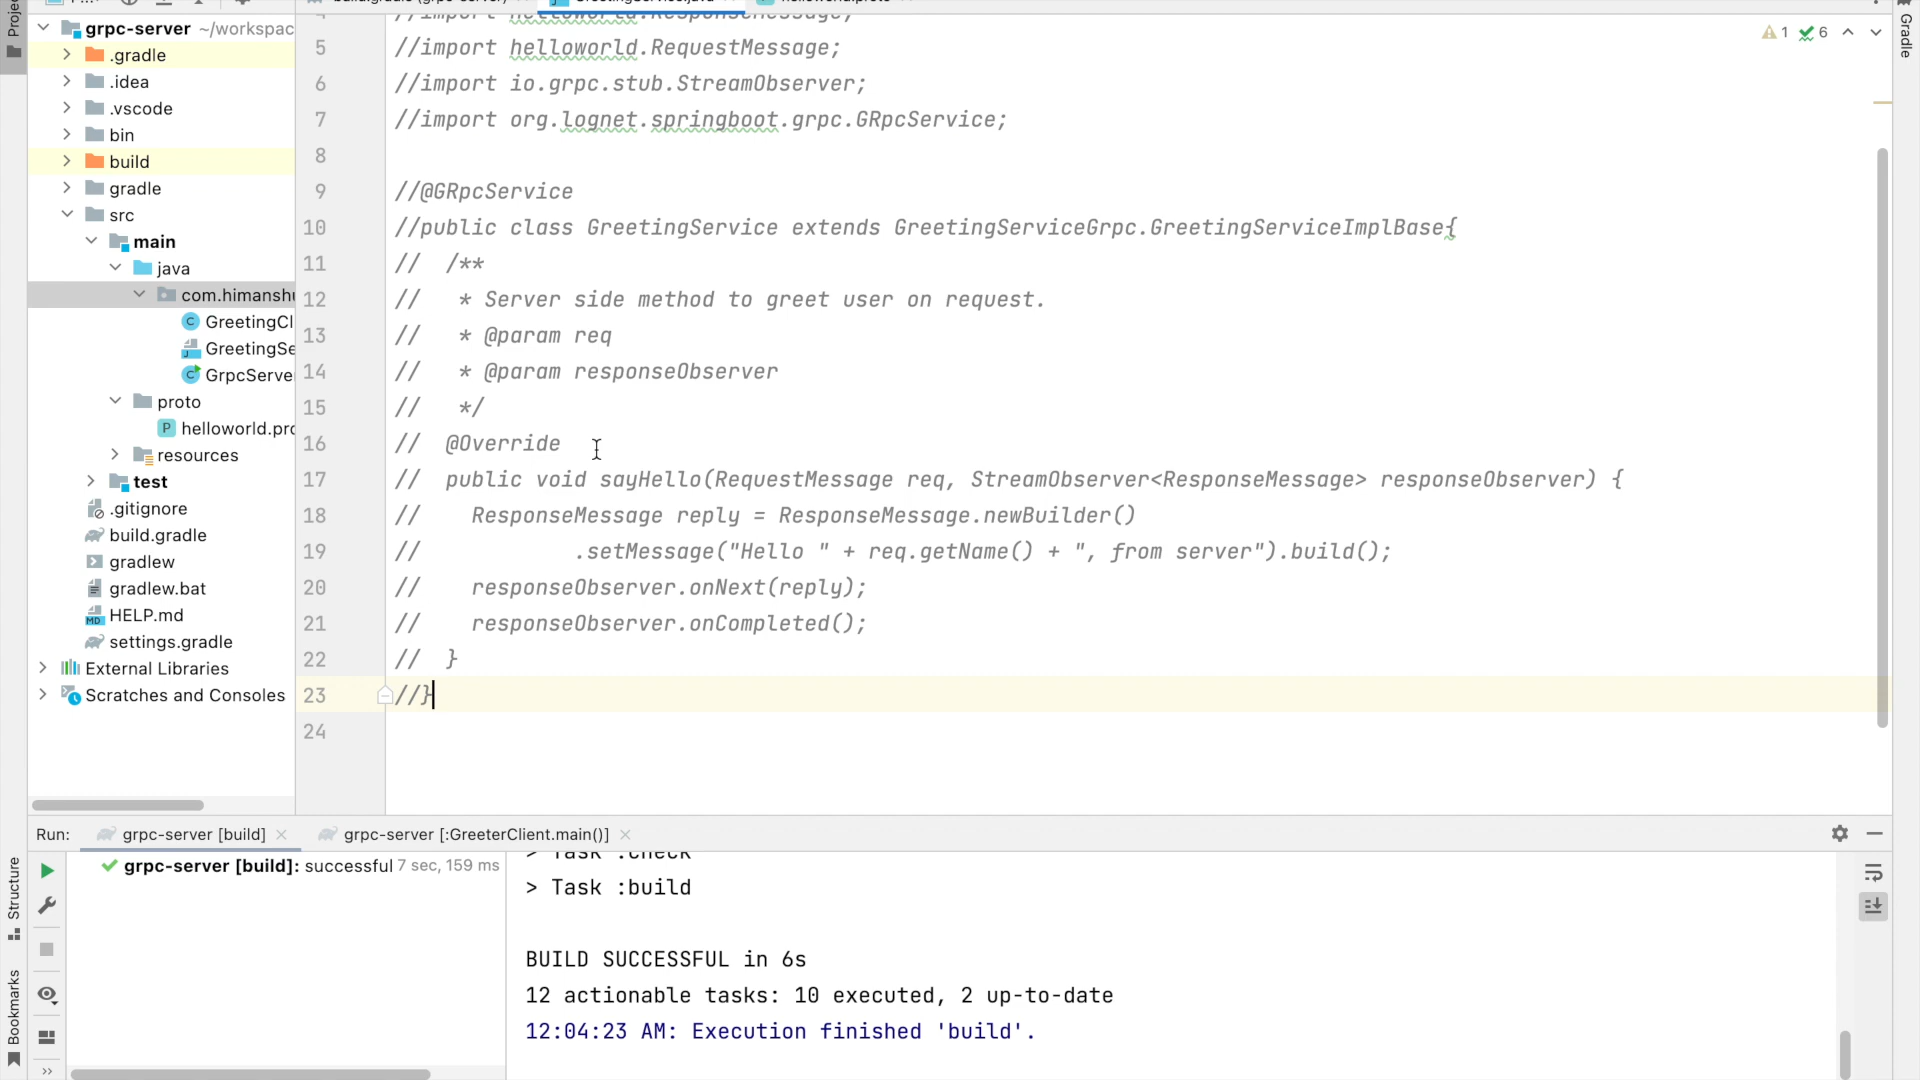 grpc-server ~/workspac
.gradle
.idea
.vscode
bin
build
gradle
src
main
java
com.himanshu
GreetingCl
GreetingSe
GrpcServe
proto
helloworld.pro
resources
test
.gitignore
build.gradle
gradlew
gradlew.bat
HELP.md
settings.gradle
External Libraries
Scratches and Consoles
Structure
Bookmarks
Gradle
1 6
//import helloworld.ResponseMessage;
5 //import helloworld.RequestMessage;
6 //import io.grpc.stub.StreamObserver;
7 //import org.lognet.springboot.grpc.GRpcService;
8
9 //@GRpcService
10 //public class GreetingService extends GreetingServiceGrpc.GreetingServiceImplBase{
11 // /**
12 // * Server side method to greet user on request.
13 // * @param req
14 // * @param responseObserver
15 // */
16 // @Override
17 // public void sayHello(RequestMessage req, StreamObserver<ResponseMessage> responseObserver) {
18 // ResponseMessage reply = ResponseMessage.newBuilder()
19 // .setMessage("Hello " + req.getName() + ", from server").build();
20 // responseObserver.onNext(reply);
21 // responseObserver.onCompleted();
22 // }
23 //}
24
Run: grpc-server [build] grpc-server [:GreeterClient.main()]
grpc-server [build]: successful 7 sec, 159 ms
> Task :check
> Task :build
BUILD SUCCESSFUL in 6s
12 actionable tasks: 10 executed, 2 up-to-date
12:04:23 AM: Execution finished 'build'.